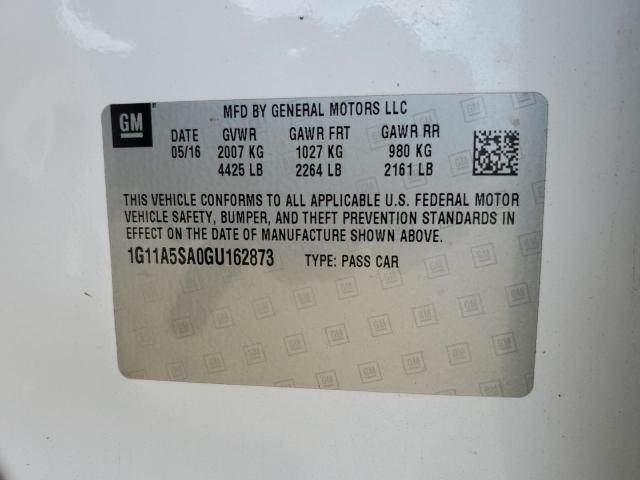 GM
MFD BY GENERAL MOTORS LLC
DATE GVWR GAWR FRT GAWR RR
05/16 2007 KG 1027 KG 980 KG
4425 LB 2264 LB 2161 LB
THIS VEHICLE CONFORMS TO ALL APPLICABLE U.S. FEDERAL MOTOR
VEHICLE SAFETY, BUMPER, AND THEFT PREVENTION STANDARDS IN
EFFECT ON THE DATE OF MANUFACTURE SHOWN ABOVE.
1G11A5SA0GU162873 TYPE: PASS CAR